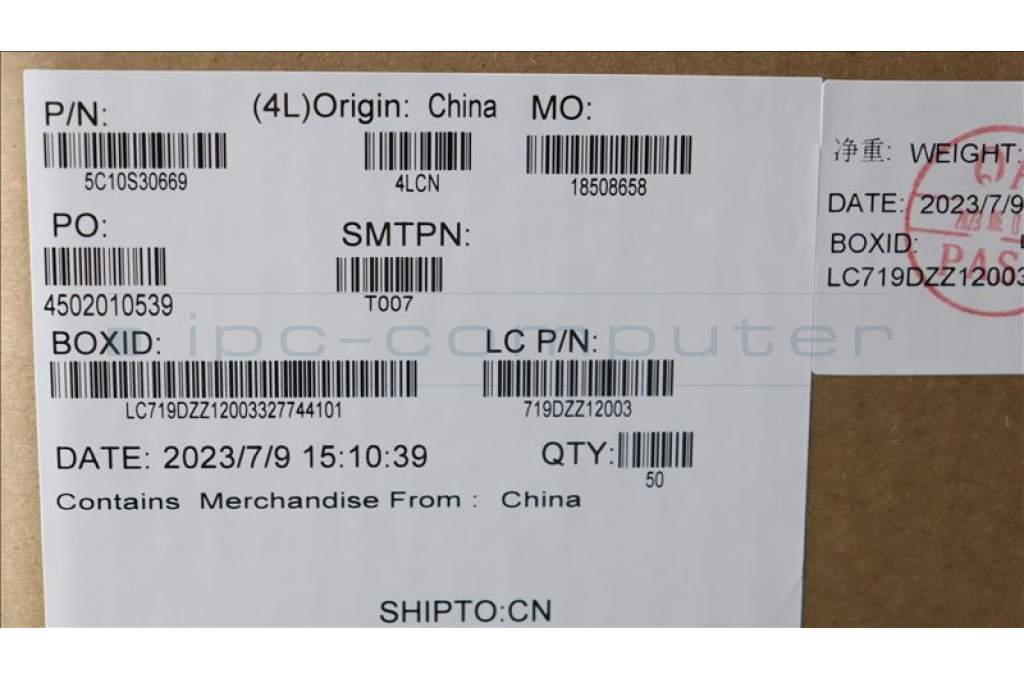 P/N:
5C10S30669
(4L)Origin: China
4LCN
MO:
18508658
PO:
4502010539
SMTPN:
T007
BOXID:
LC719DZZ12003327744101
LC P/N:
719DZZ12003
DATE: 2023/7/9 15:10:39
QTY:
50
Contains Merchandise From : China
SHIPTO:CN
净重: WEIGHT:
DATE: 2023/7/9
BOXID:
LC719DZZ12003
QA
PAS
ipc-computer